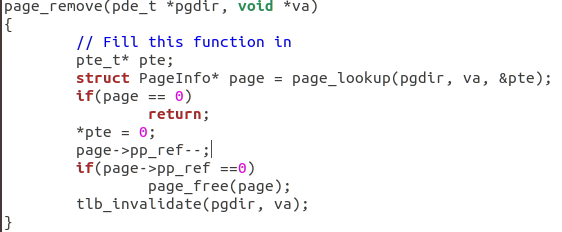 page_remove(pde_t *pgdir, void *va)
{
        // Fill this function in
        pte_t* pte;
        struct PageInfo* page = page_lookup(pgdir, va, &pte);
        if(page == 0)
                return;
        *pte = 0;
        page->pp_ref--;
        if(page->pp_ref ==0)
                page_free(page);
        tlb_invalidate(pgdir, va);
}